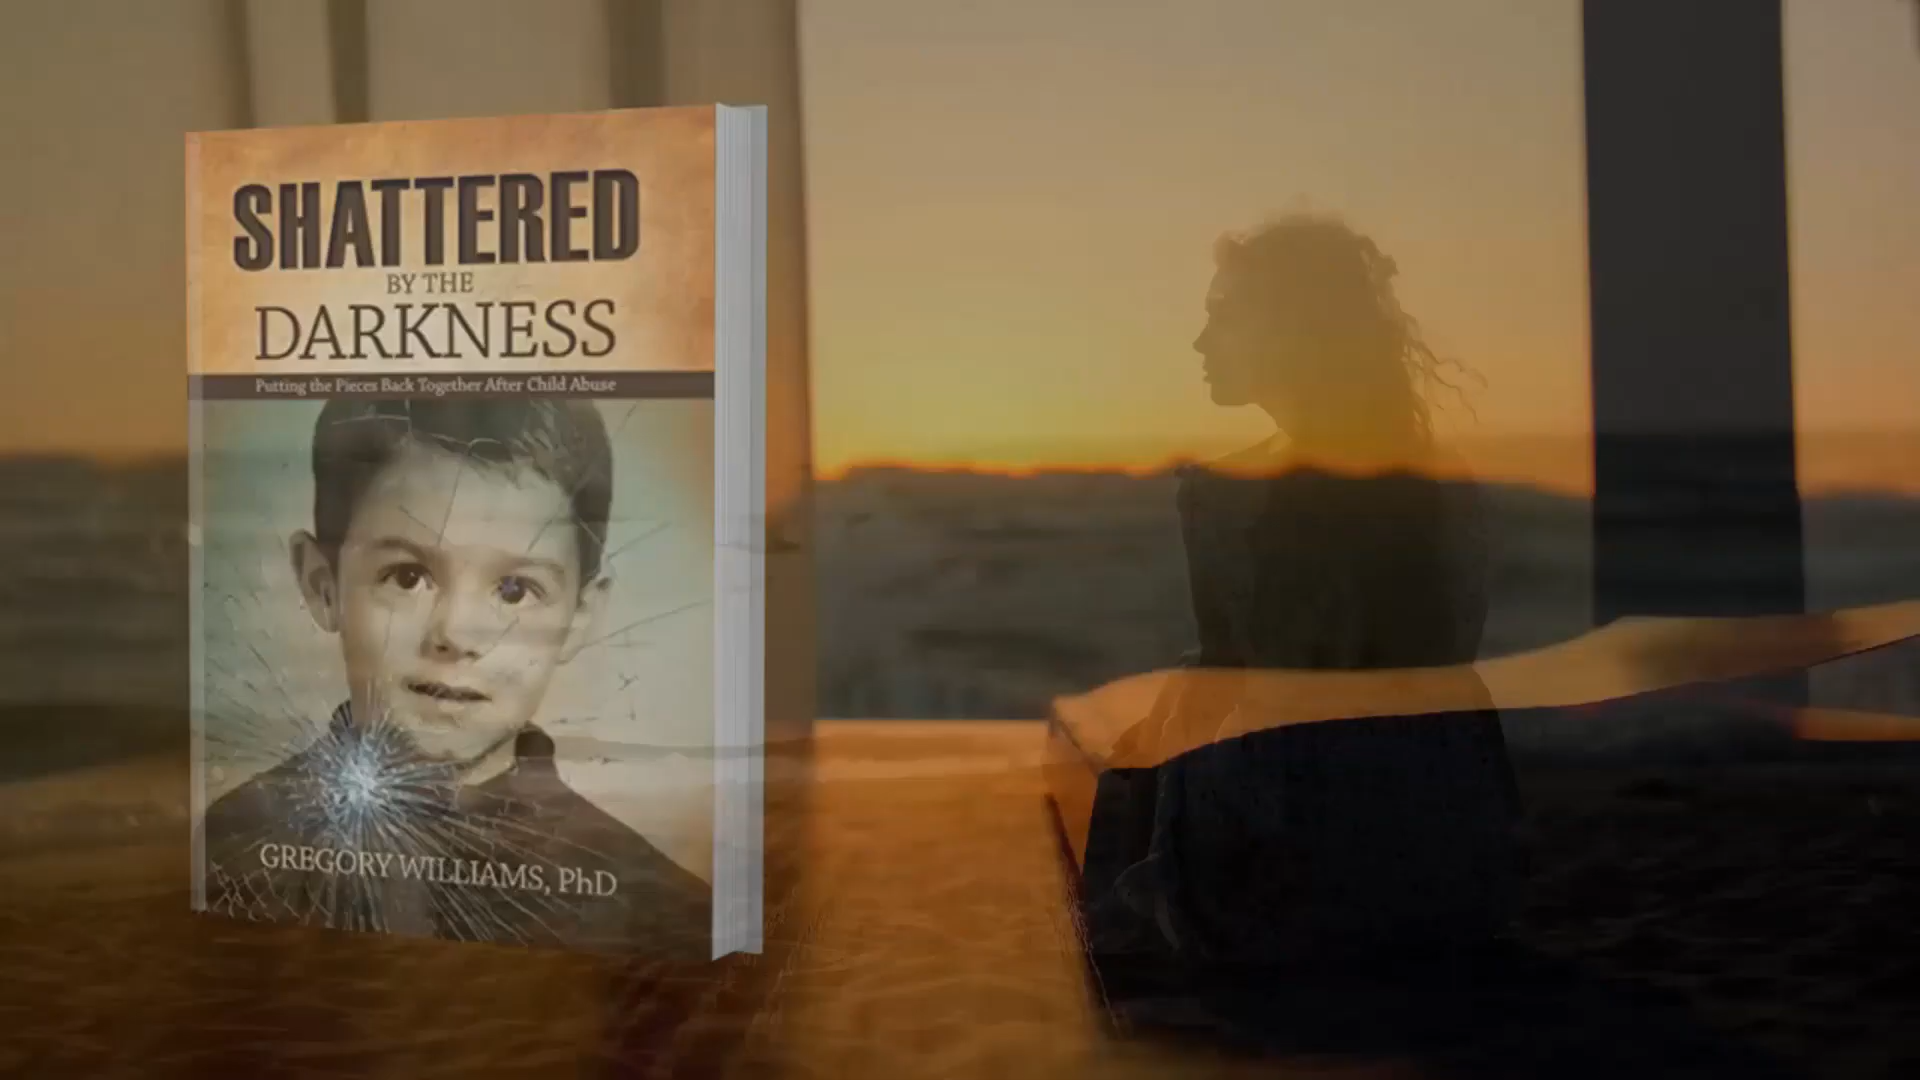 SHATTERED
BY THE
DARKNESS
Putting the Pieces Back Together After Child Abuse
GREGORY WILLIAMS, PhD